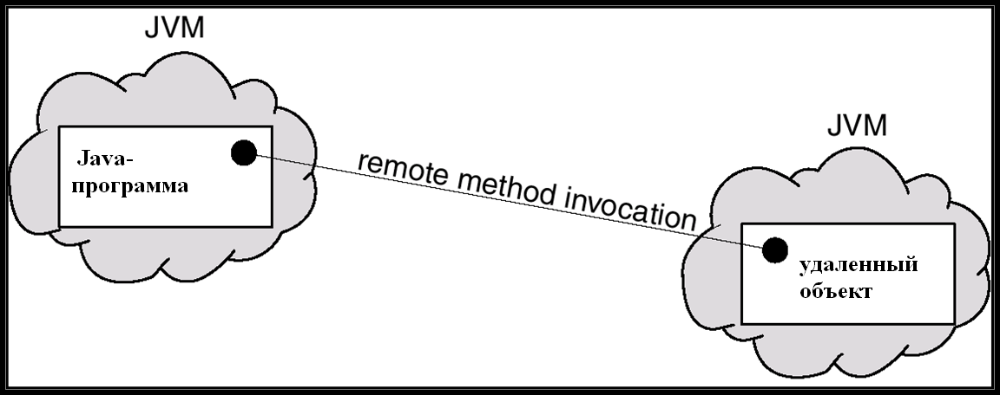 JVM
Java-
программа
remote method invocation
JVM
удаленный
объект